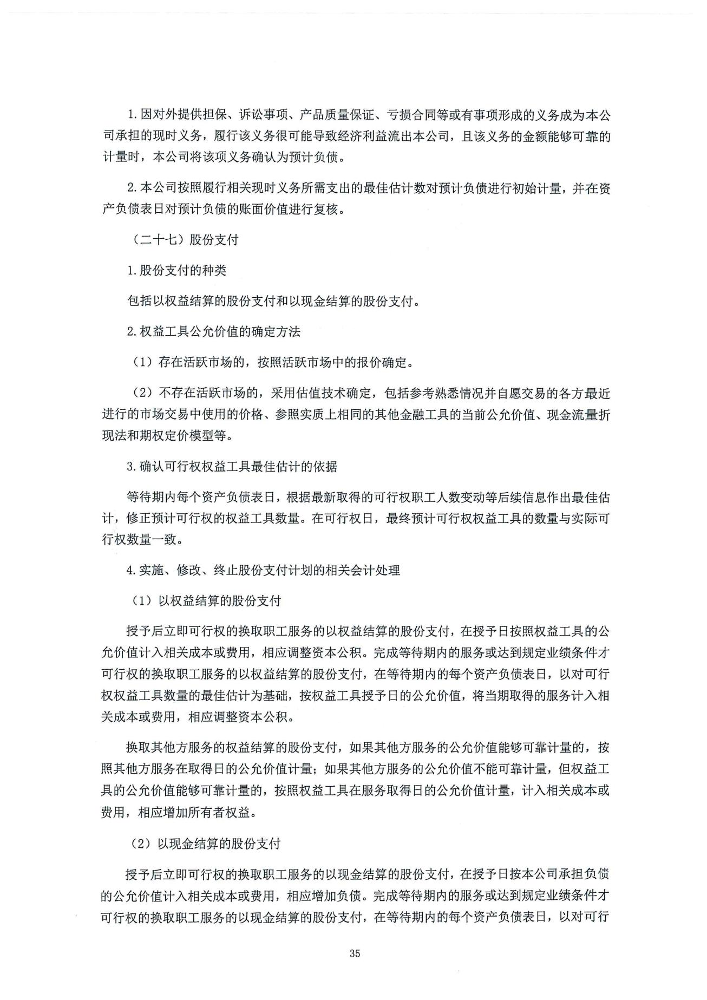 1.因对外提供担保、诉讼事项、产品质量保证、亏损合同等或有事项形成的义务成为本公
司承担的现时义务，履行该义务很可能导致经济利益流出本公司，且该义务的金额能够可靠的
计量时，本公司将该项义务确认为预计负债。
2.本公司按照履行相关现时义务所需支出的最佳估计数对预计负债进行初始计量，并在资
产负债表日对预计负债的账面价值进行复核。
（二十七）股份支付
1.股份支付的种类
包括以权益结算的股份支付和以现金结算的股份支付。
2.权益工具公允价值的确定方法
（1）存在活跃市场的，按照活跃市场中的报价确定。
（2）不存在活跃市场的，采用估值技术确定，包括参考熟悉情况并自愿交易的各方最近
进行的市场交易中使用的价格、参照实质上相同的其他金融工具的当前公允价值、现金流量折
现法和期权定价模型等。
3.确认可行权权益工具最佳估计的依据
等待期内每个资产负债表日，根据最新取得的可行权职工人数变动等后续信息作出最佳估
计，修正预计可行权的权益工具数量。在可行权日，最终预计可行权权益工具的数量与实际可
行权数量一致。
4.实施、修改、终止股份支付计划的相关会计处理
（1）以权益结算的股份支付
授予后立即可行权的换取职工服务的以权益结算的股份支付，在授予日按照权益工具的公
允价值计入相关成本或费用，相应调整资本公积。完成等待期内的服务或达到规定业绩条件才
可行权的换取职工服务的以权益结算的股份支付，在等待期内的每个资产负债表日，以对可行
权权益工具数量的最佳估计为基础，按权益工具授予日的公允价值，将当期取得的服务计入相
关成本或费用，相应调整资本公积。
换取其他方服务的权益结算的股份支付，如果其他方服务的公允价值能够可靠计量的，按
照其他方服务在取得日的公允价值计量；如果其他方服务的公允价值不能可靠计量，但权益工
具的公允价值能够可靠计量的，按照权益工具在服务取得日的公允价值计量，计入相关成本或
费用，相应增加所有者权益。
（2）以现金结算的股份支付
授予后立即可行权的换取职工服务的以现金结算的股份支付，在授予日按本公司承担负债
的公允价值计入相关成本或费用，相应增加负债。完成等待期内的服务或达到规定业绩条件才
可行权的换取职工服务的以现金结算的股份支付，在等待期内的每个资产负债表日，以对可行
35